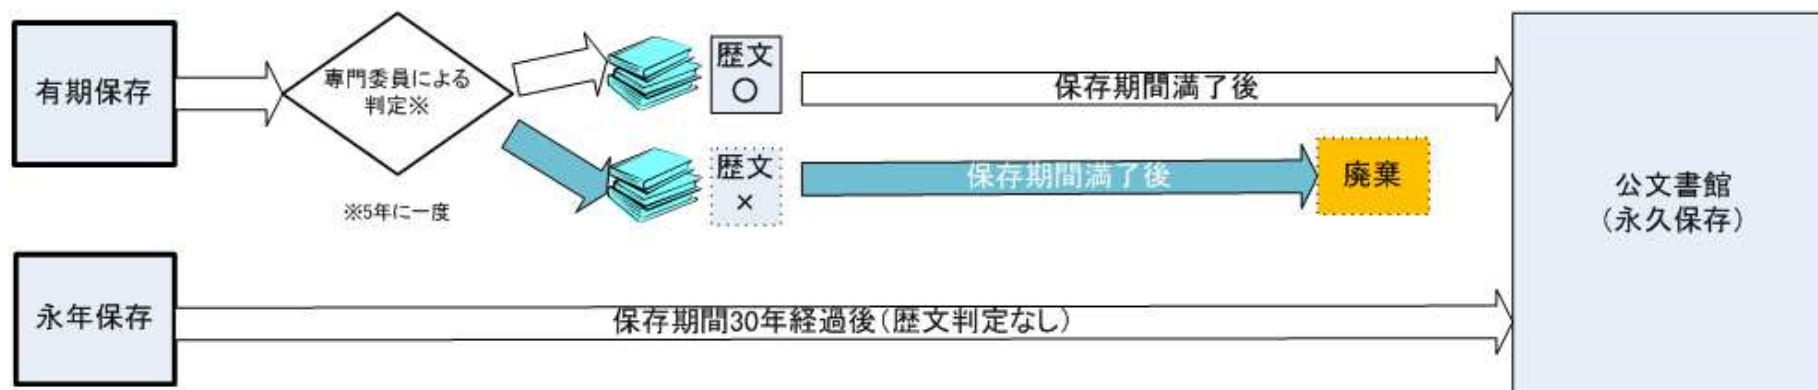 有期保存
専門委員による
判定※
※5年に一度
歴文
○
保存期間満了後
歴文
×
保存期間満了後
廃棄
永年保存
保存期間30年経過後（歴文判定なし）
公文書館
（永久保存）